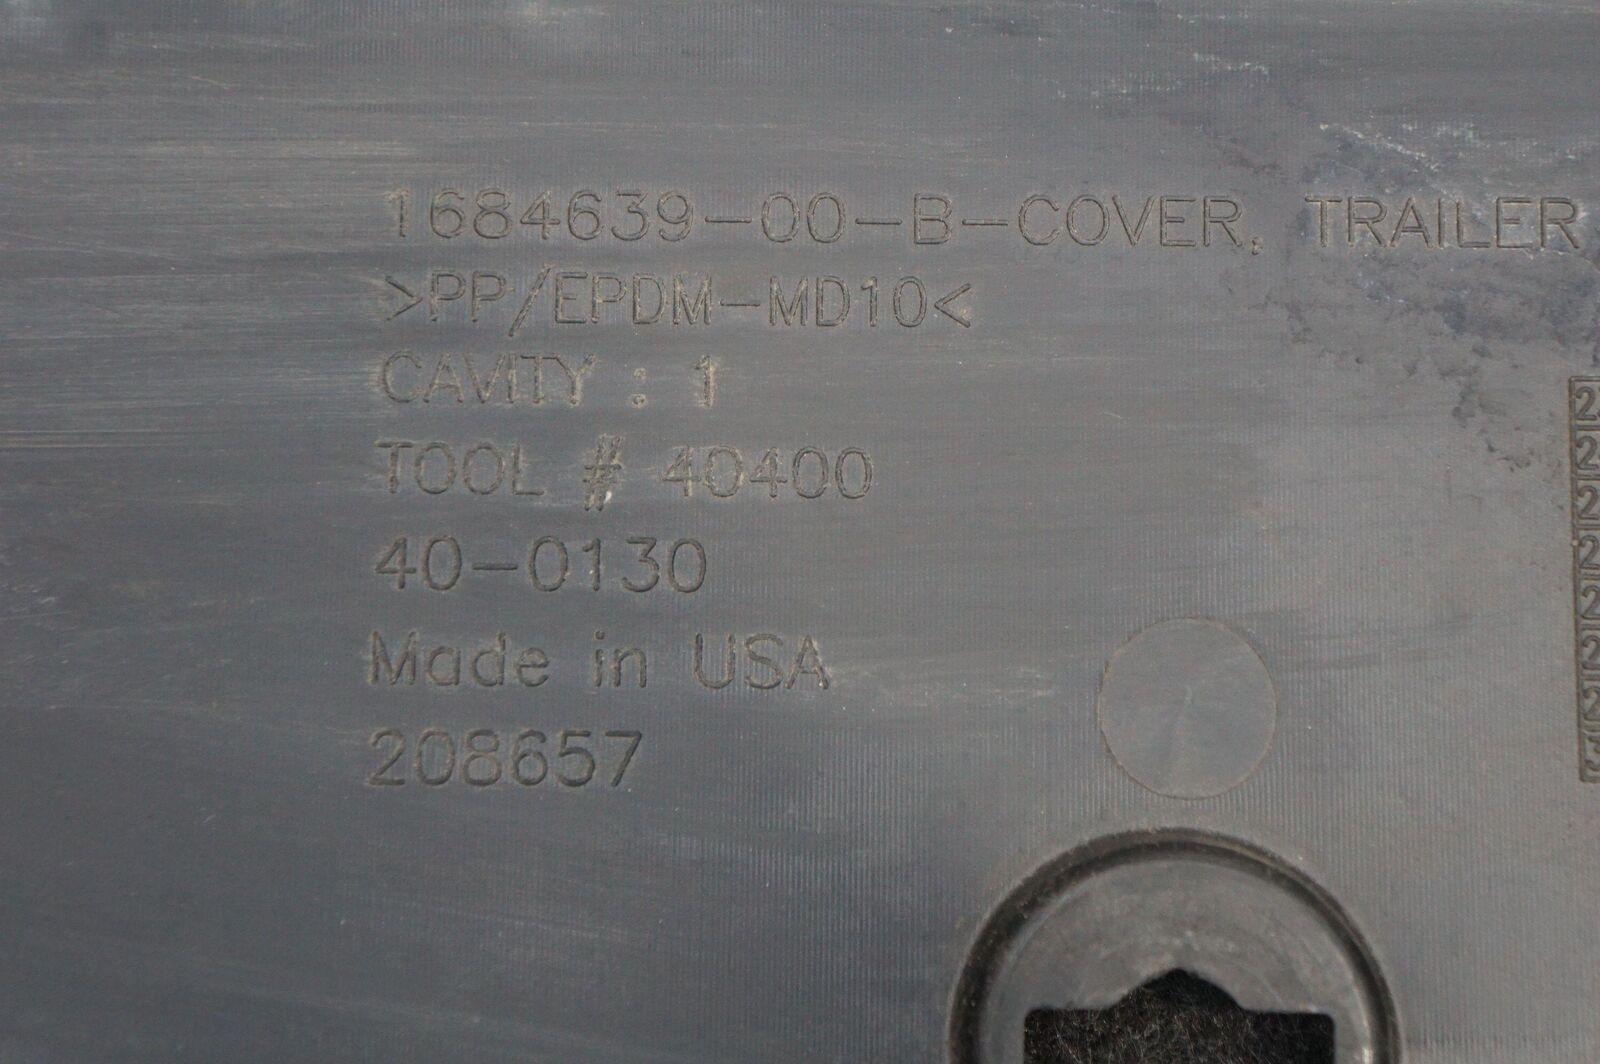 1684639-00-B-COVER, TRAILER
>PP/EPDM-MD10<
CAVITY : 1
TOOL # 40400
40-0130
Made in USA
208657